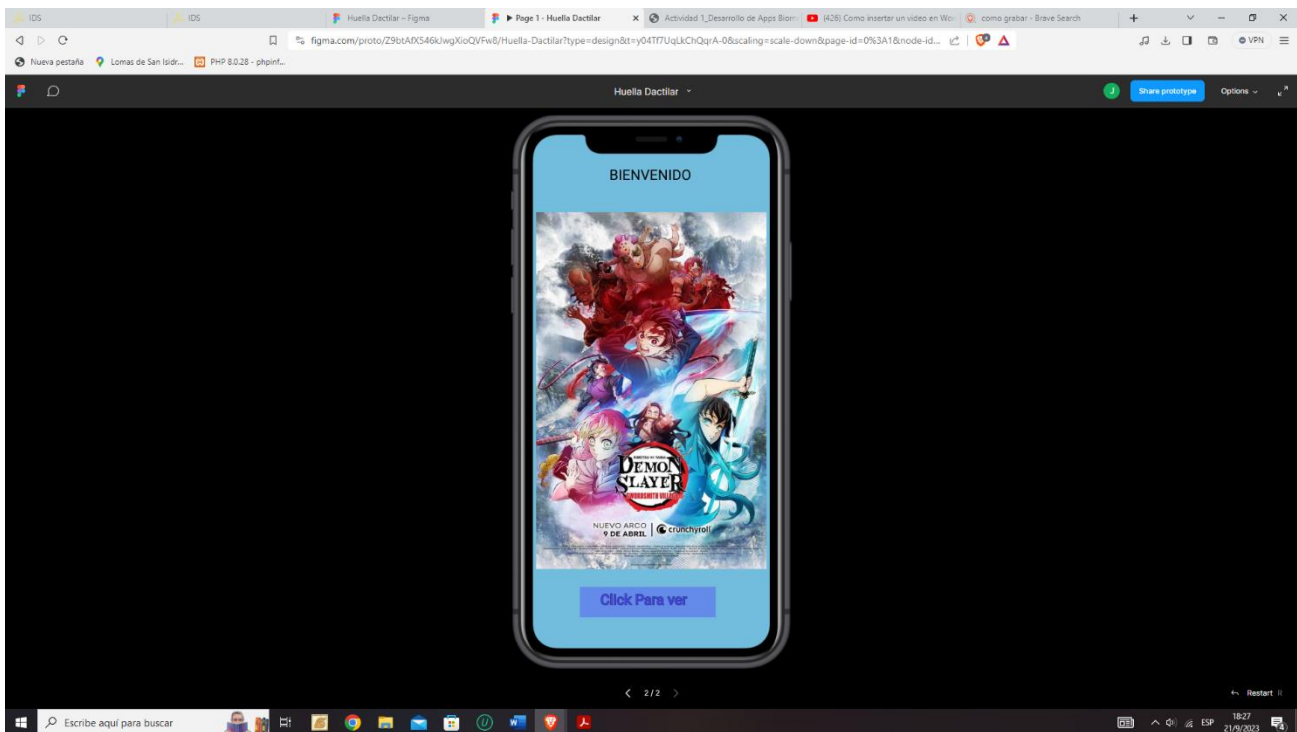 IDS
IDS
Huella Dactilar – Figma
▶ Page 1 - Huella Dactilar
Actividad 1_Desarrollo de Apps Biom
(426) Como insertar un video en Wor
como grabar - Brave Search
figma.com/proto/Z9btAfX546kJwgXioQVFw8/Huella-Dactilar?type=design&t=y04Tf7UqLkChQqrA-0&scaling=scale-down&page-id=0%3A1&node-id...
VPN
Nueva pestaña
Lomas de San Isidr...
PHP 8.0.28 - phpinf...
Huella Dactilar
J
Share prototype
Options
BIENVENIDO
DEMON
SLAYER
SWORDSMITH VILLAGE
NUEVO ARCO
9 DE ABRIL
crunchyroll
Click Para ver
2/2
Restart R
Escribe aquí para buscar
ESP
18:27
21/9/2023
4